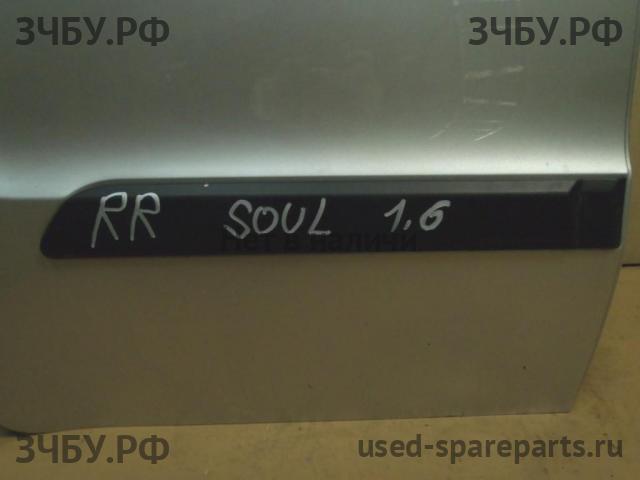 ЗЧБУ.РФ ЗЧБУ.РФ
RR SOUL 1,6
Нет в наличии
ЗЧБУ.РФ used-spareparts.ru